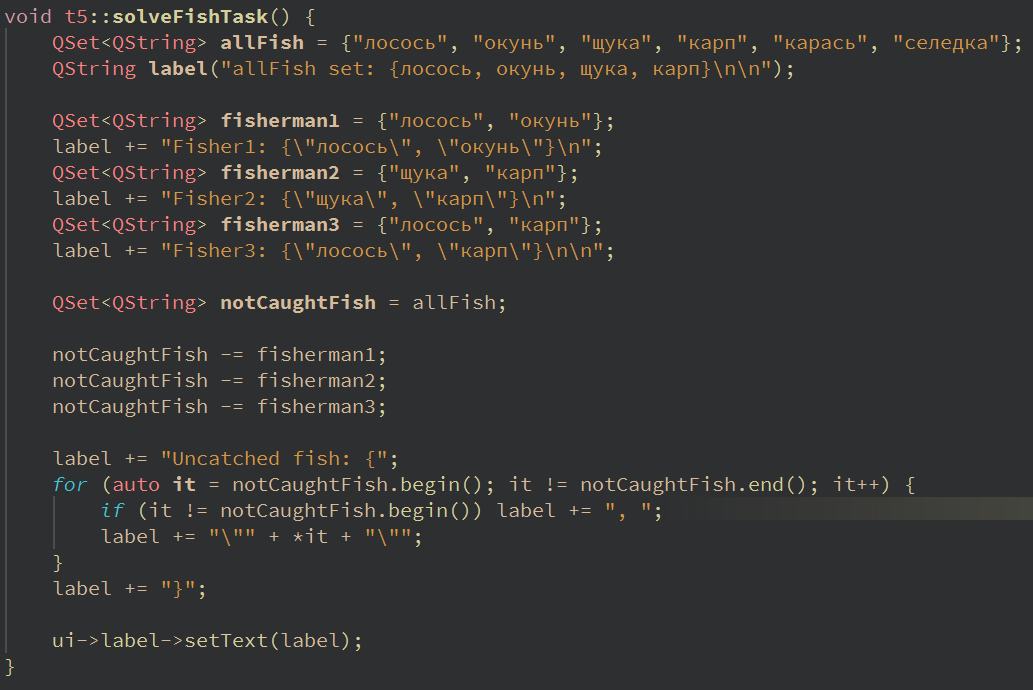 void t5::solveFishTask() {
    QSet<QString> allFish = {"лосось", "окунь", "щука", "карп", "карась", "селедка"};
    QString label("allFish set: {лосось, окунь, щука, карп}\n\n");

    QSet<QString> fisherman1 = {"лосось", "окунь"};
    label += "Fisher1: {\"лосось\", \"окунь\"}\n";
    QSet<QString> fisherman2 = {"щука", "карп"};
    label += "Fisher2: {\"щука\", \"карп\"}\n";
    QSet<QString> fisherman3 = {"лосось", "карп"};
    label += "Fisher3: {\"лосось\", \"карп\"}\n\n";

    QSet<QString> notCaughtFish = allFish;

    notCaughtFish -= fisherman1;
    notCaughtFish -= fisherman2;
    notCaughtFish -= fisherman3;

    label += "Uncatched fish: {";
    for (auto it = notCaughtFish.begin(); it != notCaughtFish.end(); it++) {
        if (it != notCaughtFish.begin()) label += ", ";
        label += "\"" + *it + "\"";
    }
    label += "}";

    ui->label->setText(label);
}